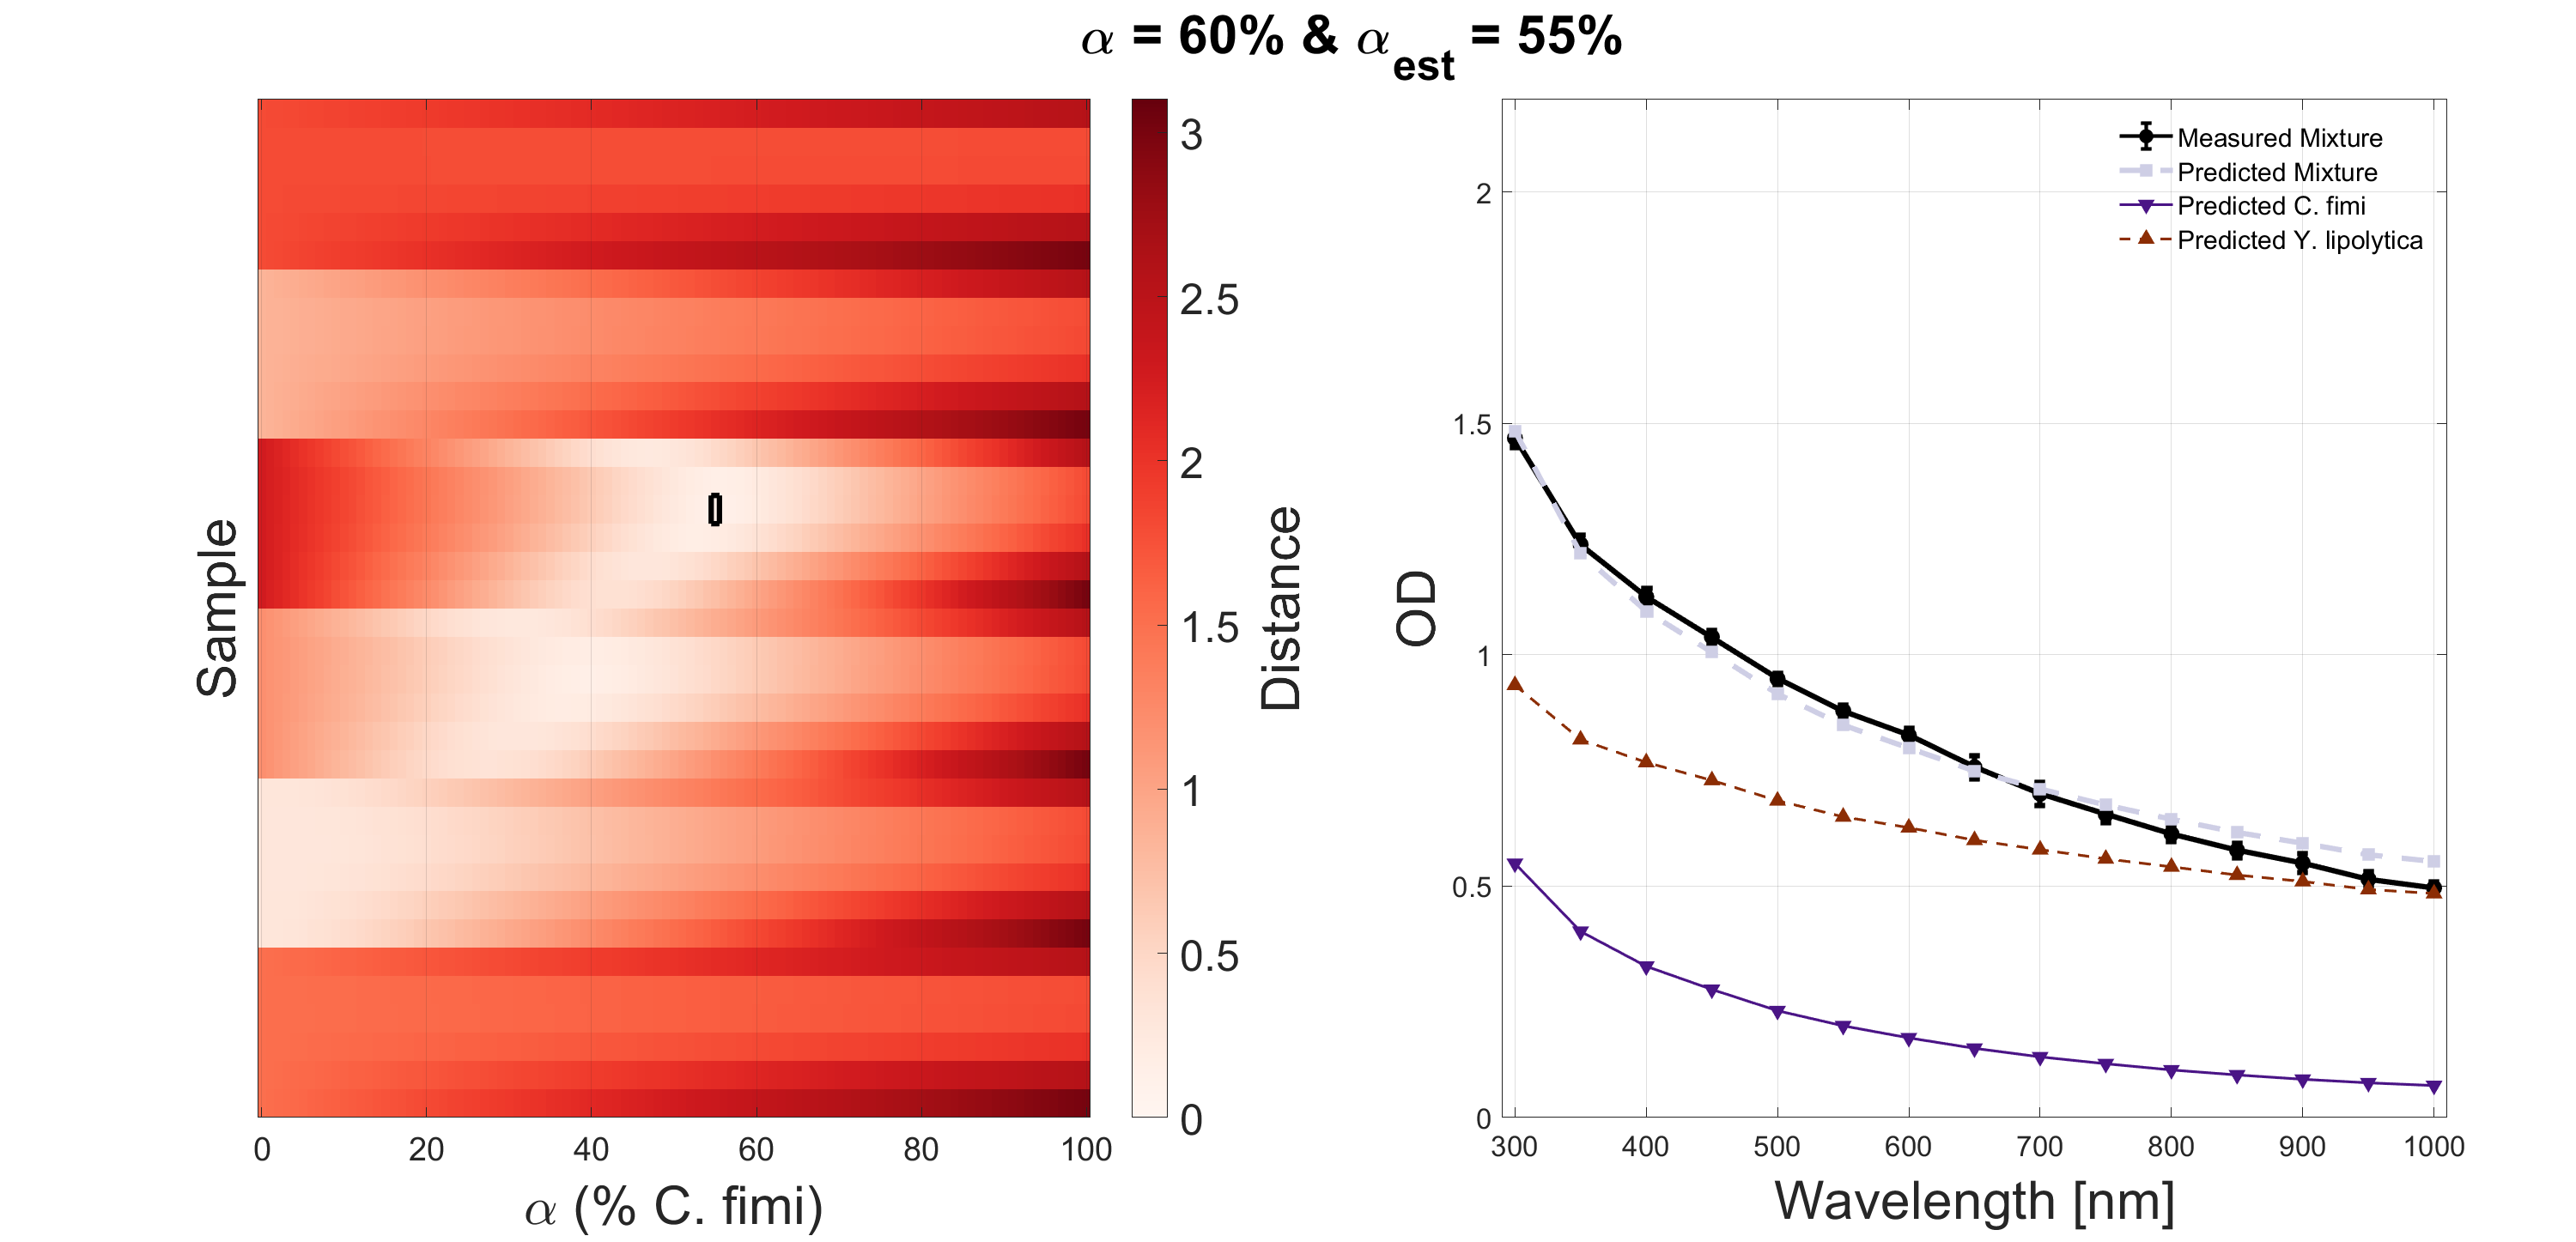 α = 60% & α_est = 55%
Sample
0 20 40 60 80 100
α (% C. fimi)
3
2.5
2
1.5
1
0.5
0
Distance
OD
2
1.5
1
0.5
0
Measured Mixture
Predicted Mixture
Predicted C. fimi
Predicted Y. lipolytica
300 400 500 600 700 800 900 1000
Wavelength [nm]